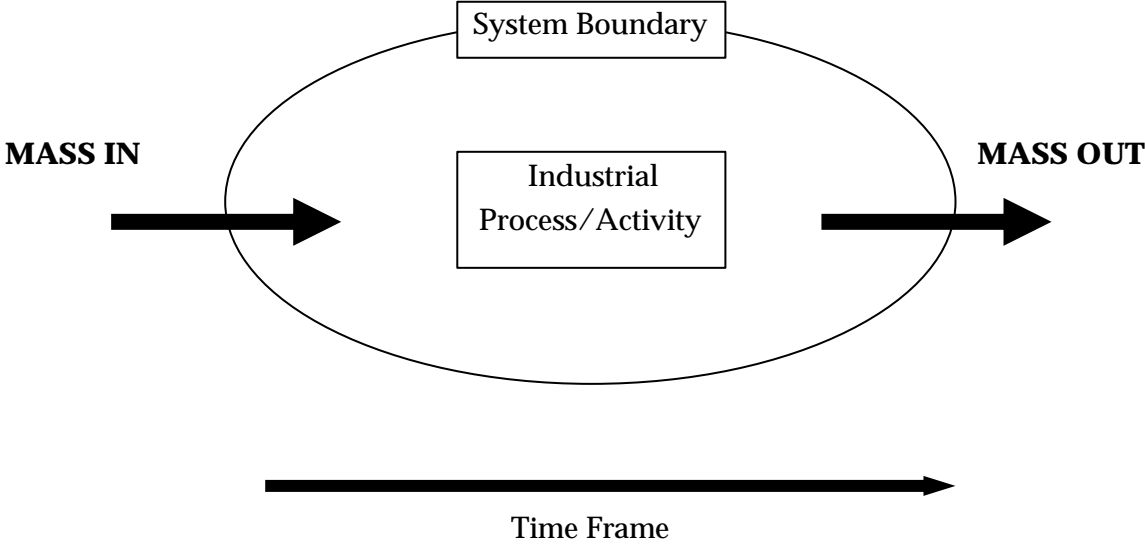 System Boundary
MASS IN
MASS OUT
Industrial
Process/Activity
Time Frame